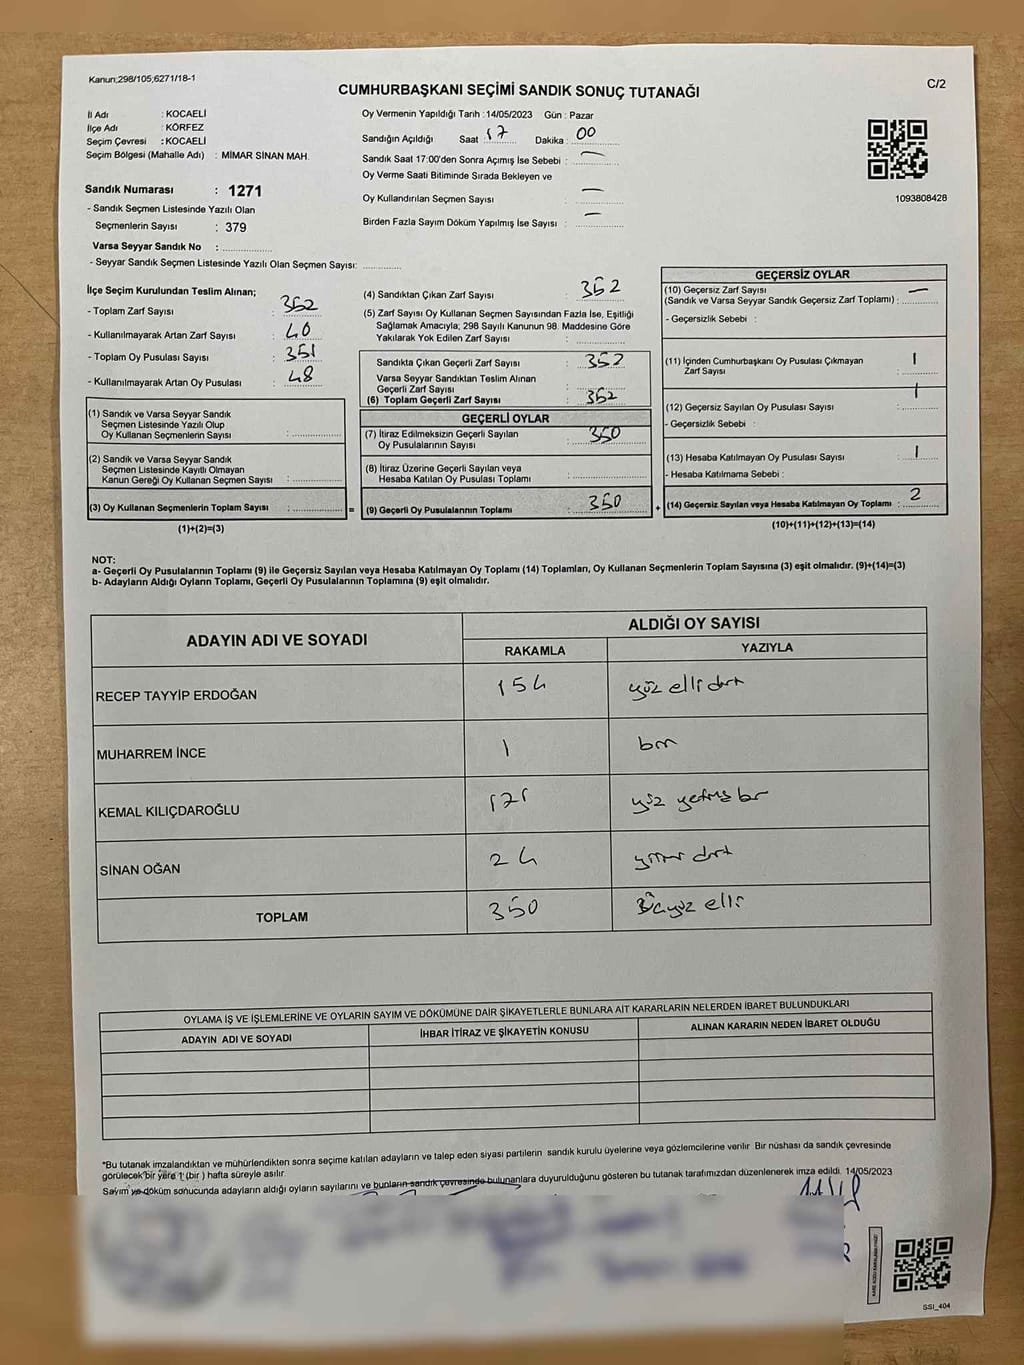 Kanun;298/105;6271/18-1
CUMHURBAŞKANI SEÇİMİ SANDIK SONUÇ TUTANAĞI
C/2
İl Adı : KOCAELİ
İlçe Adı : KÖRFEZ
Seçim Çevresi : KOCAELİ
Seçim Bölgesi (Mahalle Adı) : MİMAR SİNAN MAH.
Sandık Numarası : 1271
- Sandık Seçmen Listesinde Yazılı Olan
Seçmenlerin Sayısı : 379
Varsa Seyyar Sandık No :
- Seyyar Sandık Seçmen Listesinde Yazılı Olan Seçmen Sayısı:
Oy Vermenin Yapıldığı Tarih :14/05/2023 Gün : Pazar
Sandığın Açıldığı Saat 17 Dakika : 00
Sandık Saat 17:00'den Sonra Açımış İse Sebebi : —
Oy Verme Saati Bitiminde Sırada Bekleyen ve
Oy Kullandırılan Seçmen Sayısı : —
Birden Fazla Sayım Döküm Yapılmış İse Sayısı : —
1093808428
İlçe Seçim Kurulundan Teslim Alınan;
- Toplam Zarf Sayısı : 352
- Kullanılmayarak Artan Zarf Sayısı : 40
- Toplam Oy Pusulası Sayısı : 351
- Kullanılmayarak Artan Oy Pusulası : 48
(1) Sandık ve Varsa Seyyar Sandık
Seçmen Listesinde Yazılı Olup
Oy Kullanan Seçmenlerin Sayısı :
(2) Sandık ve Varsa Seyyar Sandık
Seçmen Listesinde Kayıtlı Olmayan
Kanun Gereği Oy Kullanan Seçmen Sayısı :
(3) Oy Kullanan Seçmenlerin Toplam Sayısı : =
(1)+(2)=(3)
(4) Sandıktan Çıkan Zarf Sayısı : 352
(5) Zarf Sayısı Oy Kullanan Seçmen Sayısından Fazla İse, Eşitliği
Sağlamak Amacıyla; 298 Sayılı Kanunun 98. Maddesine Göre
Yakılarak Yok Edilen Zarf Sayısı :
Sandıkta Çıkan Geçerli Zarf Sayısı : 352
Varsa Seyyar Sandıktan Teslim Alınan
Geçerli Zarf Sayısı :
(6) Toplam Geçerli Zarf Sayısı : 352
GEÇERLİ OYLAR
(7) İtiraz Edilmeksizin Geçerli Sayılan
Oy Pusulalarının Sayısı : 350
(8) İtiraz Üzerine Geçerli Sayılan veya
Hesaba Katılan Oy Pusulası Toplamı :
(9) Geçerli Oy Pusulalarının Toplamı : 350 +
GEÇERSİZ OYLAR
(10) Geçersiz Zarf Sayısı —
(Sandık ve Varsa Seyyar Sandık Geçersiz Zarf Toplamı) :
- Geçersizlik Sebebi :
(11) İçinden Cumhurbaşkanı Oy Pusulası Çıkmayan
Zarf Sayısı : 1
(12) Geçersiz Sayılan Oy Pusulası Sayısı : 1
- Geçersizlik Sebebi :
(13) Hesaba Katılmayan Oy Pusulası Sayısı : 1
- Hesaba Katılmama Sebebi :
(14) Geçersiz Sayılan veya Hesaba Katılmayan Oy Toplamı : 2
(10)+(11)+(12)+(13)=(14)
NOT:
a- Geçerli Oy Pusulalarının Toplamı (9) ile Geçersiz Sayılan veya Hesaba Katılmayan Oy Toplamı (14) Toplamları, Oy Kullanan Seçmenlerin Toplam Sayısına (3) eşit olmalıdır. (9)+(14)=(3)
b- Adayların Aldığı Oyların Toplamı, Geçerli Oy Pusulalarının Toplamına (9) eşit olmalıdır.
ADAYIN ADI VE SOYADI
ALDIĞI OY SAYISI
RAKAMLA YAZIYLA
RECEP TAYYİP ERDOĞAN 154 yüz elli dört
MUHARREM İNCE 1 bir
KEMAL KILIÇDAROĞLU 171 yüz yetmiş bir
SİNAN OĞAN 24 yirmi dört
TOPLAM 350 Üçyüz elli
OYLAMA İŞ VE İŞLEMLERİNE VE OYLARIN SAYIM VE DÖKÜMÜNE DAİR ŞİKAYETLERLE BUNLARA AİT KARARLARIN NELERDEN İBARET BULUNDUKLARI
ADAYIN ADI VE SOYADI İHBAR İTİRAZ VE ŞİKAYETİN KONUSU ALINAN KARARIN NEDEN İBARET OLDUĞU
*Bu tutanak imzalandıktan ve mühürlendikten sonra seçime katılan adayların ve talep eden siyasi partilerin sandık kurulu üyelerine veya gözlemcilerine verilir. Bir nüshası da sandık çevresinde
görülecek bir yere 1 (bir ) hafta süreyle asılır.
Sayım ve döküm sonucunda adayların aldığı oyların sayılarını ve bunların sandık çevresinde bulunanlara duyurulduğunu gösteren bu tutanak tarafımızdan düzenlenerek imza edildi. 14/05/2023
SSI_404